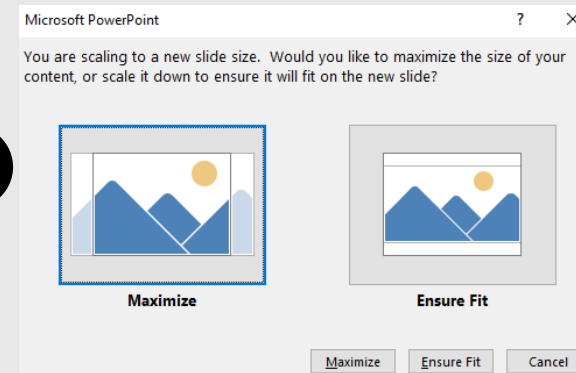 Microsoft PowerPoint ? X
You are scaling to a new slide size. Would you like to maximize the size of your
content, or scale it down to ensure it will fit on the new slide?
Maximize Ensure Fit
Maximize Ensure Fit Cancel